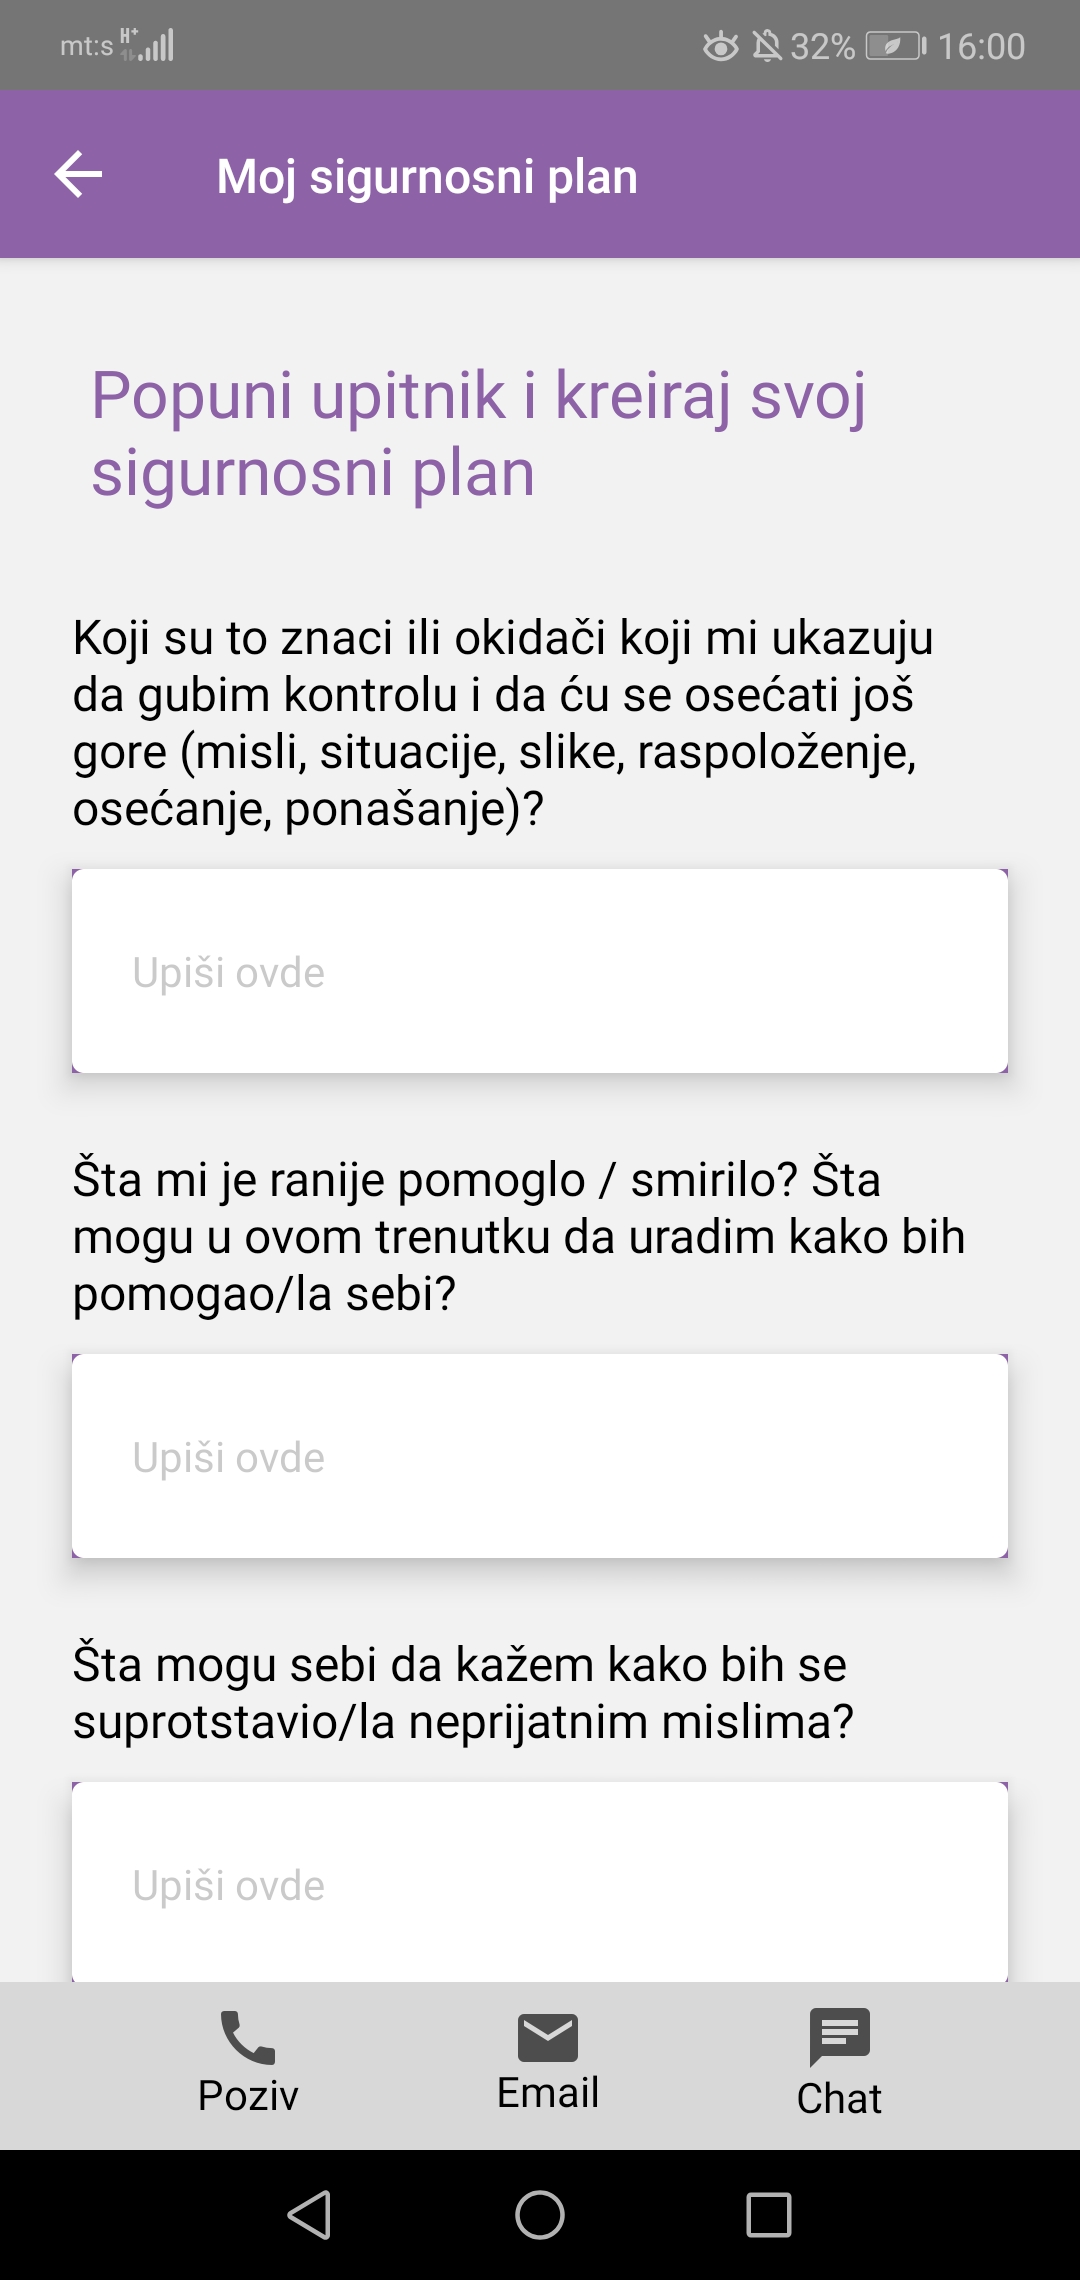 mt:s H+ 32% 16:00
Moj sigurnosni plan
Popuni upitnik i kreiraj svoj
sigurnosni plan
Koji su to znaci ili okidači koji mi ukazuju
da gubim kontrolu i da ću se osećati još
gore (misli, situacije, slike, raspoloženje,
osećanje, ponašanje)?
Upiši ovde
Šta mi je ranije pomoglo / smirilo? Šta
mogu u ovom trenutku da uradim kako bih
pomogao/la sebi?
Upiši ovde
Šta mogu sebi da kažem kako bih se
suprotstavio/la neprijatnim mislima?
Upiši ovde
Poziv Email Chat